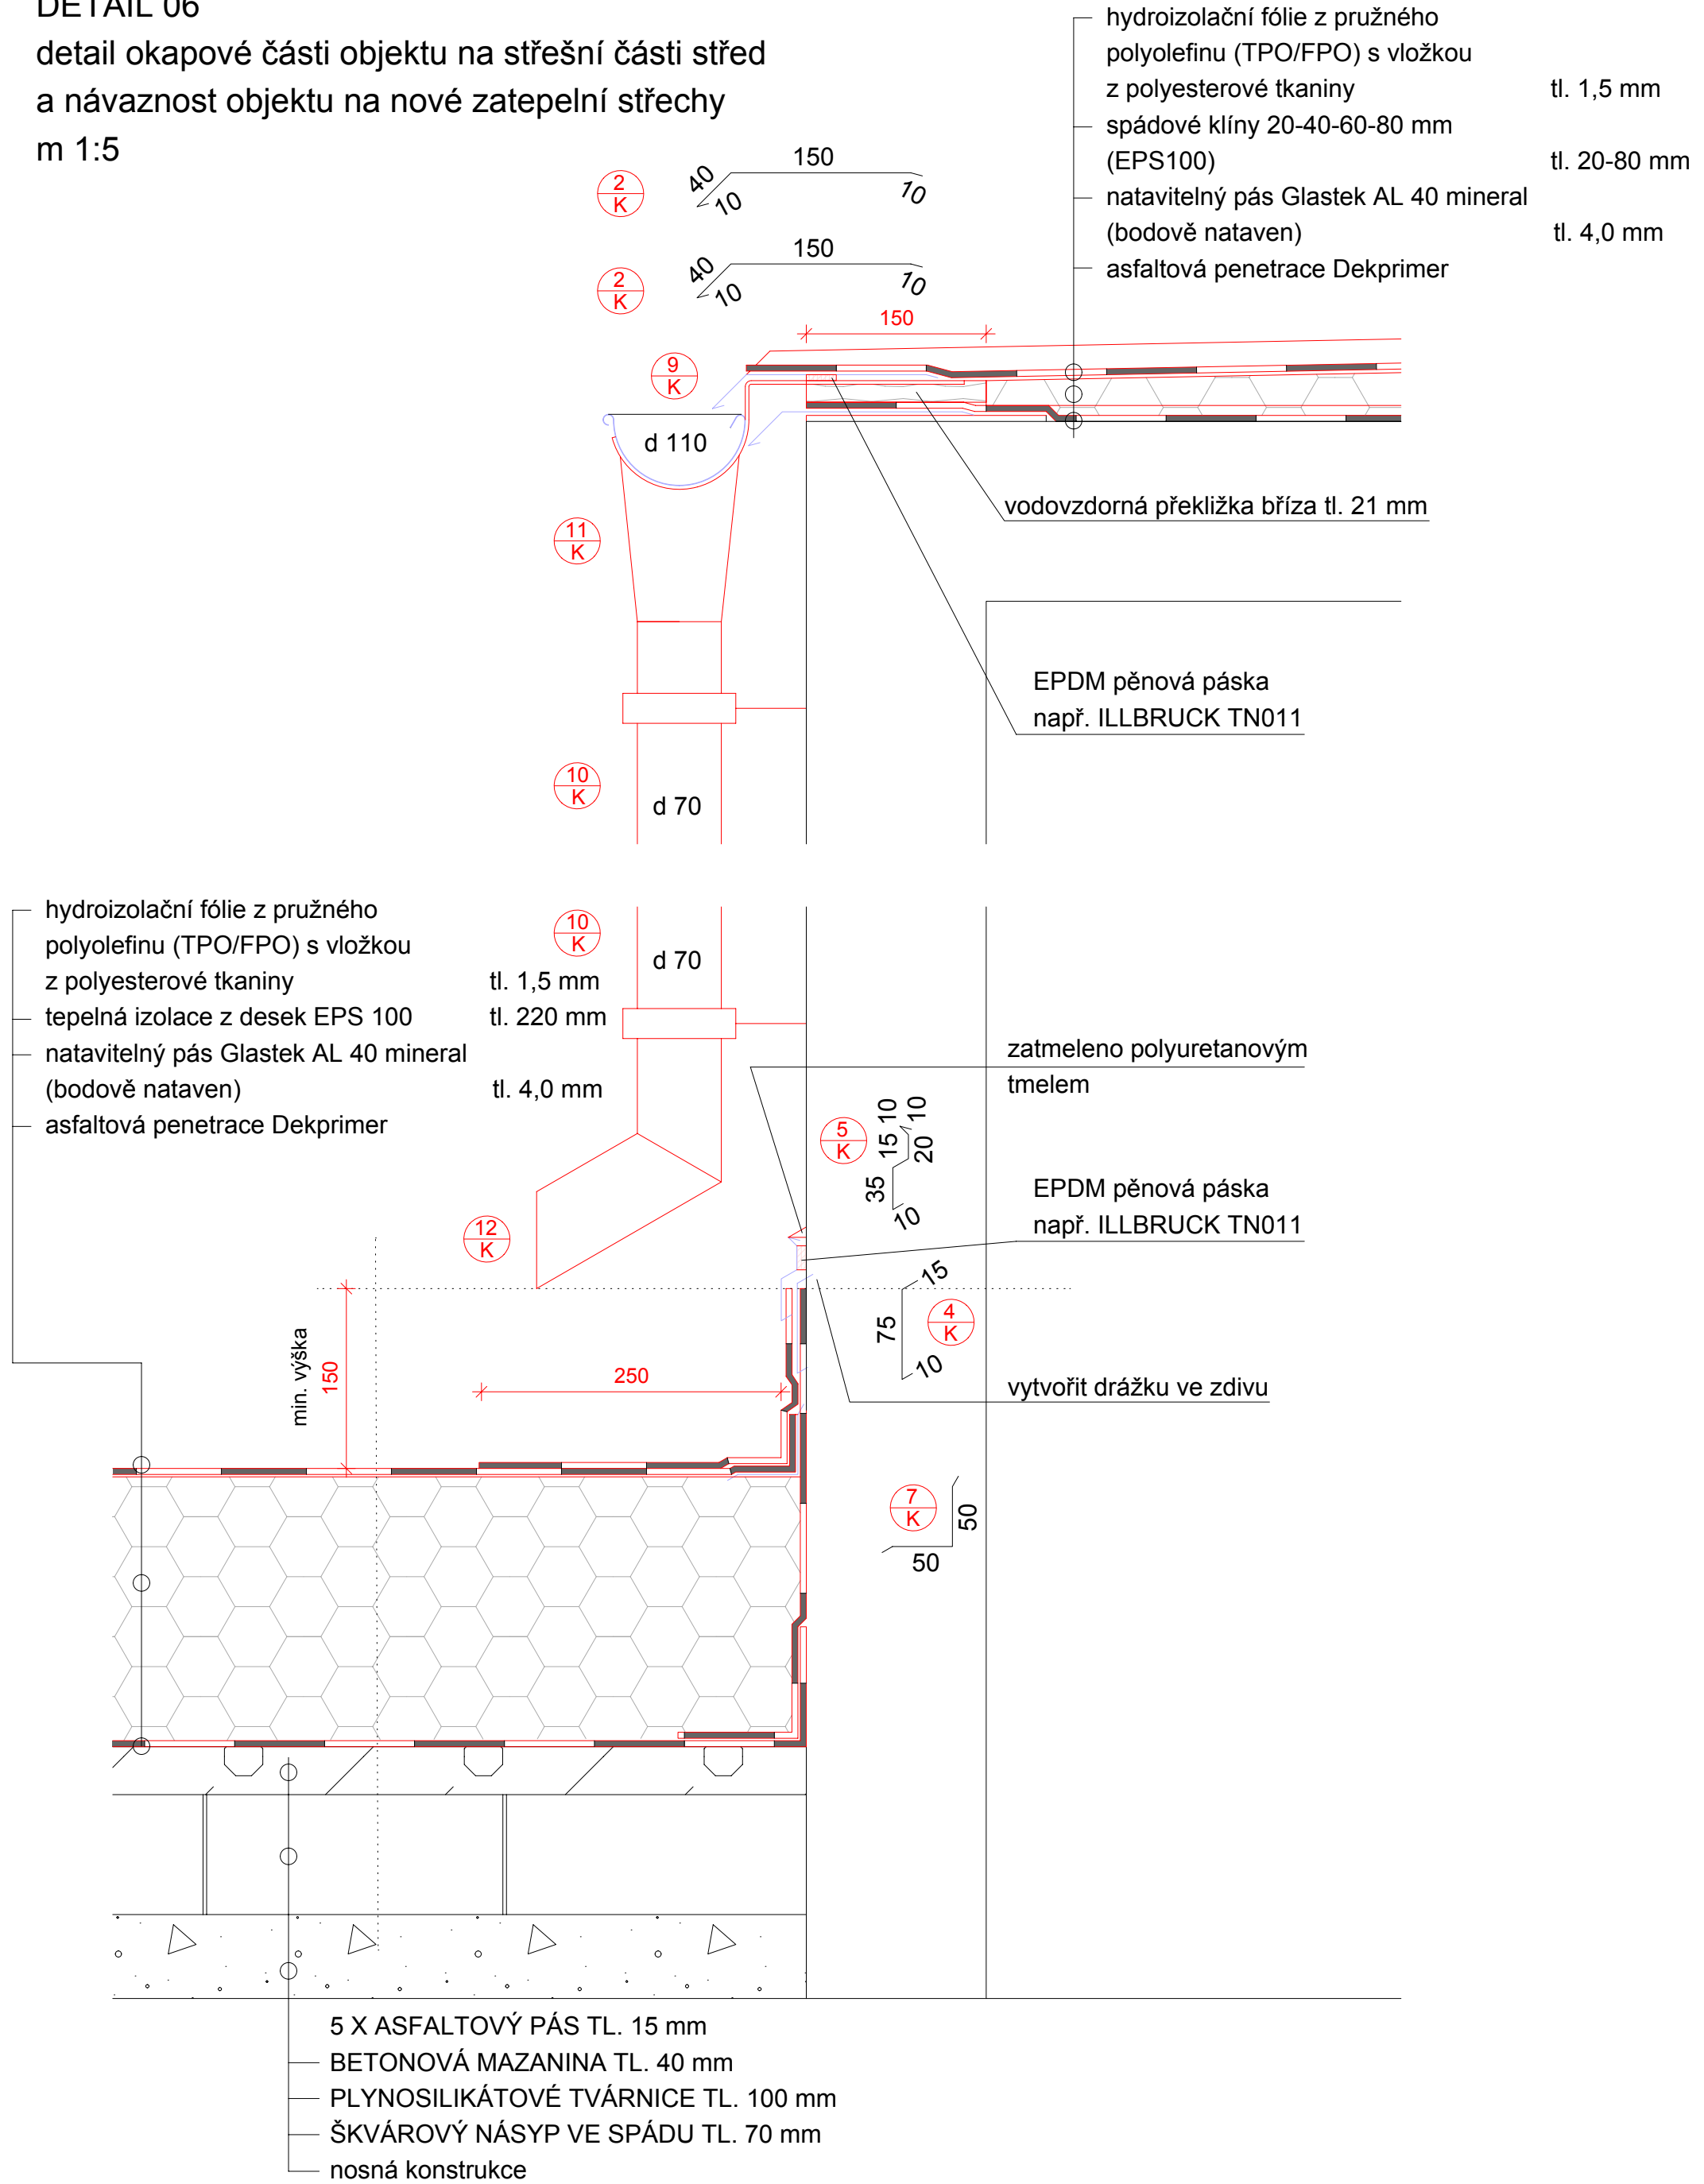 DETAIL 06
detail okapové části objektu na střešní části střed
a návaznost objektu na nové zatepelní střechy
m 1:5
hydroizolační fólie z pružného
polyolefinu (TPO/FPO) s vložkou
z polyesterové tkaniny tl. 1,5 mm
spádové klíny 20-40-60-80 mm
(EPS100) tl. 20-80 mm
natavitelný pás Glastek AL 40 mineral
(bodově nataven) tl. 4,0 mm
asfaltová penetrace Dekprimer
2
K
40
10
150
10
2
K
40
10
150
10
150
9
K
d 110
vodovzdorná překližka bříza tl. 21 mm
11
K
EPDM pěnová páska
např. ILLBRUCK TN011
10
K
d 70
hydroizolační fólie z pružného
polyolefinu (TPO/FPO) s vložkou
z polyesterové tkaniny tl. 1,5 mm
tepelná izolace z desek EPS 100 tl. 220 mm
natavitelný pás Glastek AL 40 mineral
(bodově nataven) tl. 4,0 mm
asfaltová penetrace Dekprimer
10
K
d 70
zatmeleno polyuretanovým
tmelem
5
K
35
15
10
10
20
10
EPDM pěnová páska
např. ILLBRUCK TN011
12
K
15
75
10
4
K
min. výška
150
250
vytvořit drážku ve zdivu
7
K
50
50
5 X ASFALTOVÝ PÁS TL. 15 mm
BETONOVÁ MAZANINA TL. 40 mm
PLYNOSILIKÁTOVÉ TVÁRNICE TL. 100 mm
ŠKVÁROVÝ NÁSYP VE SPÁDU TL. 70 mm
nosná konstrukce